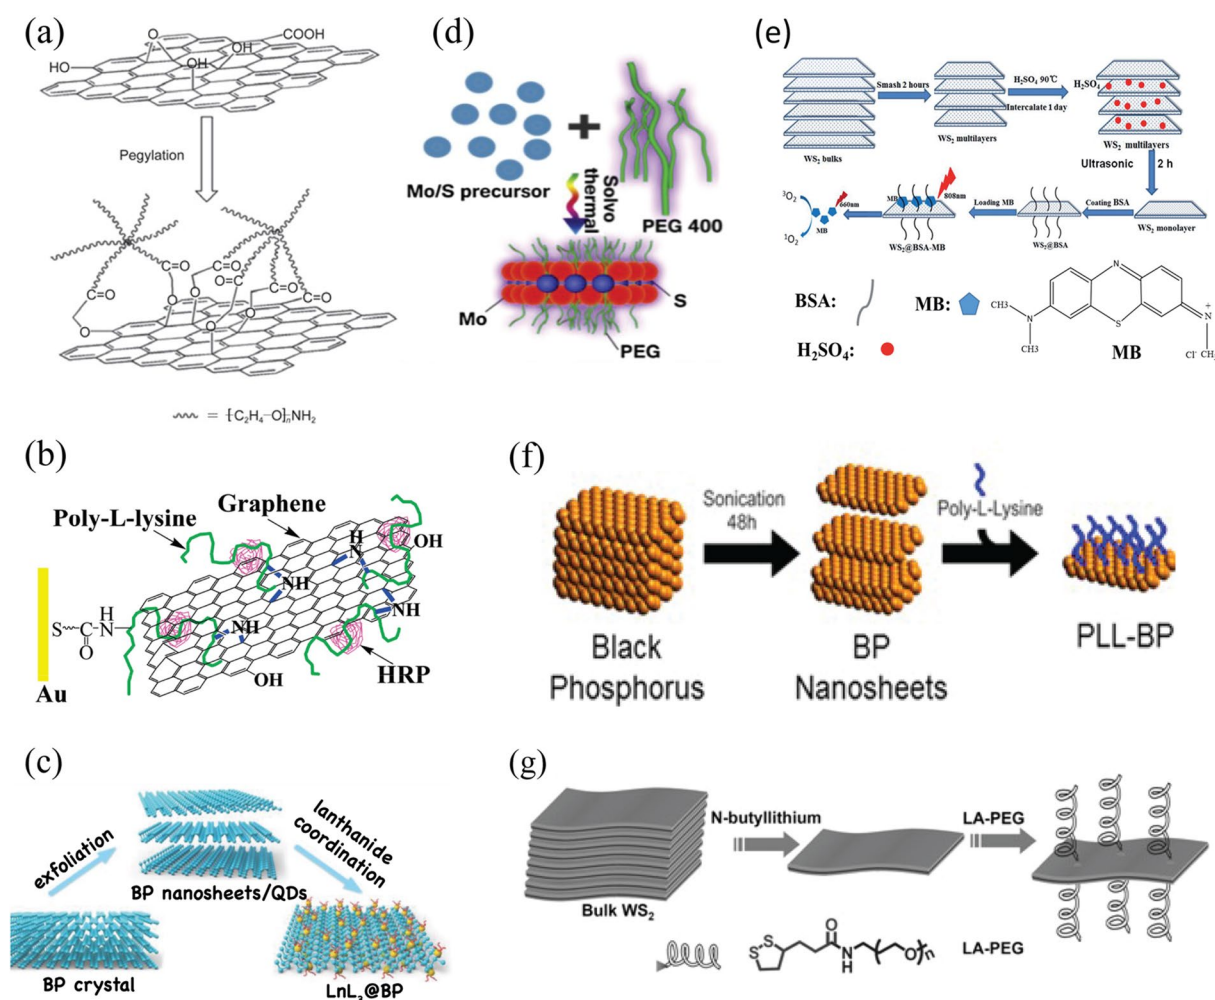 (a)
O
OH
COOH
HO
OH
Pegylation
C=O
C=O
C=O
C=O
C=O
C=O
O
O
O
O
O
= [C2H4–O]nNH2
(b)
Poly-L-lysine
Graphene
H
N
OH
NH
NH
NH
S
C
O
H
N
OH
HRP
Au
(c)
exfoliation
lanthanide
coordination
BP nanosheets/QDs
BP crystal
LnL3@BP
(d)
Mo/S precursor
Solvo
thermal
PEG 400
Mo
S
PEG
(e)
WS2 bulks
Smash 2 hours
WS2 multilayers
H2SO4 90℃
Intercalate 1 day
H2SO4
WS2 multilayers
Ultrasonic
2 h
WS2 monolayer
Coating BSA
WS2@BSA
Loading MB
MB
808nm
WS2@BSA-MB
660nm
MB
3O2
1O2
BSA:
MB:
H2SO4:
N
CH3
N
CH3
S
N
+
Cl-
MB
(f)
Sonication
48h
Poly-L-Lysine
Black
Phosphorus
BP
Nanosheets
PLL-BP
(g)
N-butyllithium
LA-PEG
Bulk WS2
S-S
O
N
H
O
n
LA-PEG